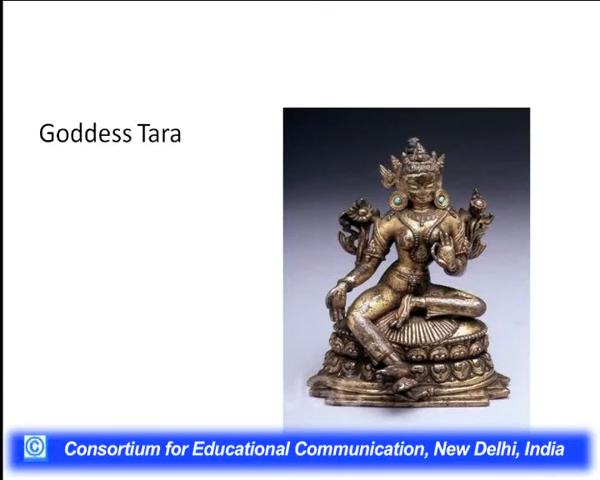 Goddess Tara
© Consortium for Educational Communication, New Delhi, India